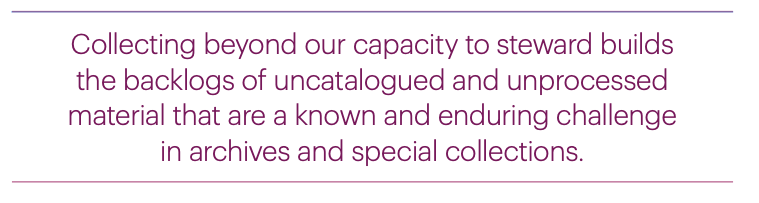 Collecting beyond our capacity to steward builds
the backlogs of uncatalogued and unprocessed
material that are a known and enduring challenge
in archives and special collections.